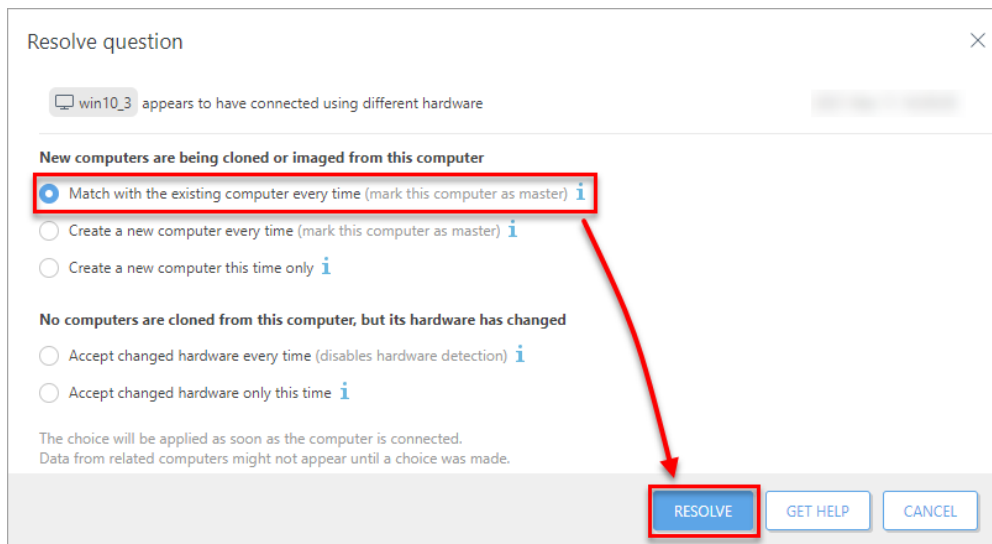 Resolve question
win10_3 appears to have connected using different hardware
New computers are being cloned or imaged from this computer
Match with the existing computer every time (mark this computer as master) i
Create a new computer every time (mark this computer as master) i
Create a new computer this time only i
No computers are cloned from this computer, but its hardware has changed
Accept changed hardware every time (disables hardware detection) i
Accept changed hardware only this time i
The choice will be applied as soon as the computer is connected.
Data from related computers might not appear until a choice was made.
RESOLVE GET HELP CANCEL